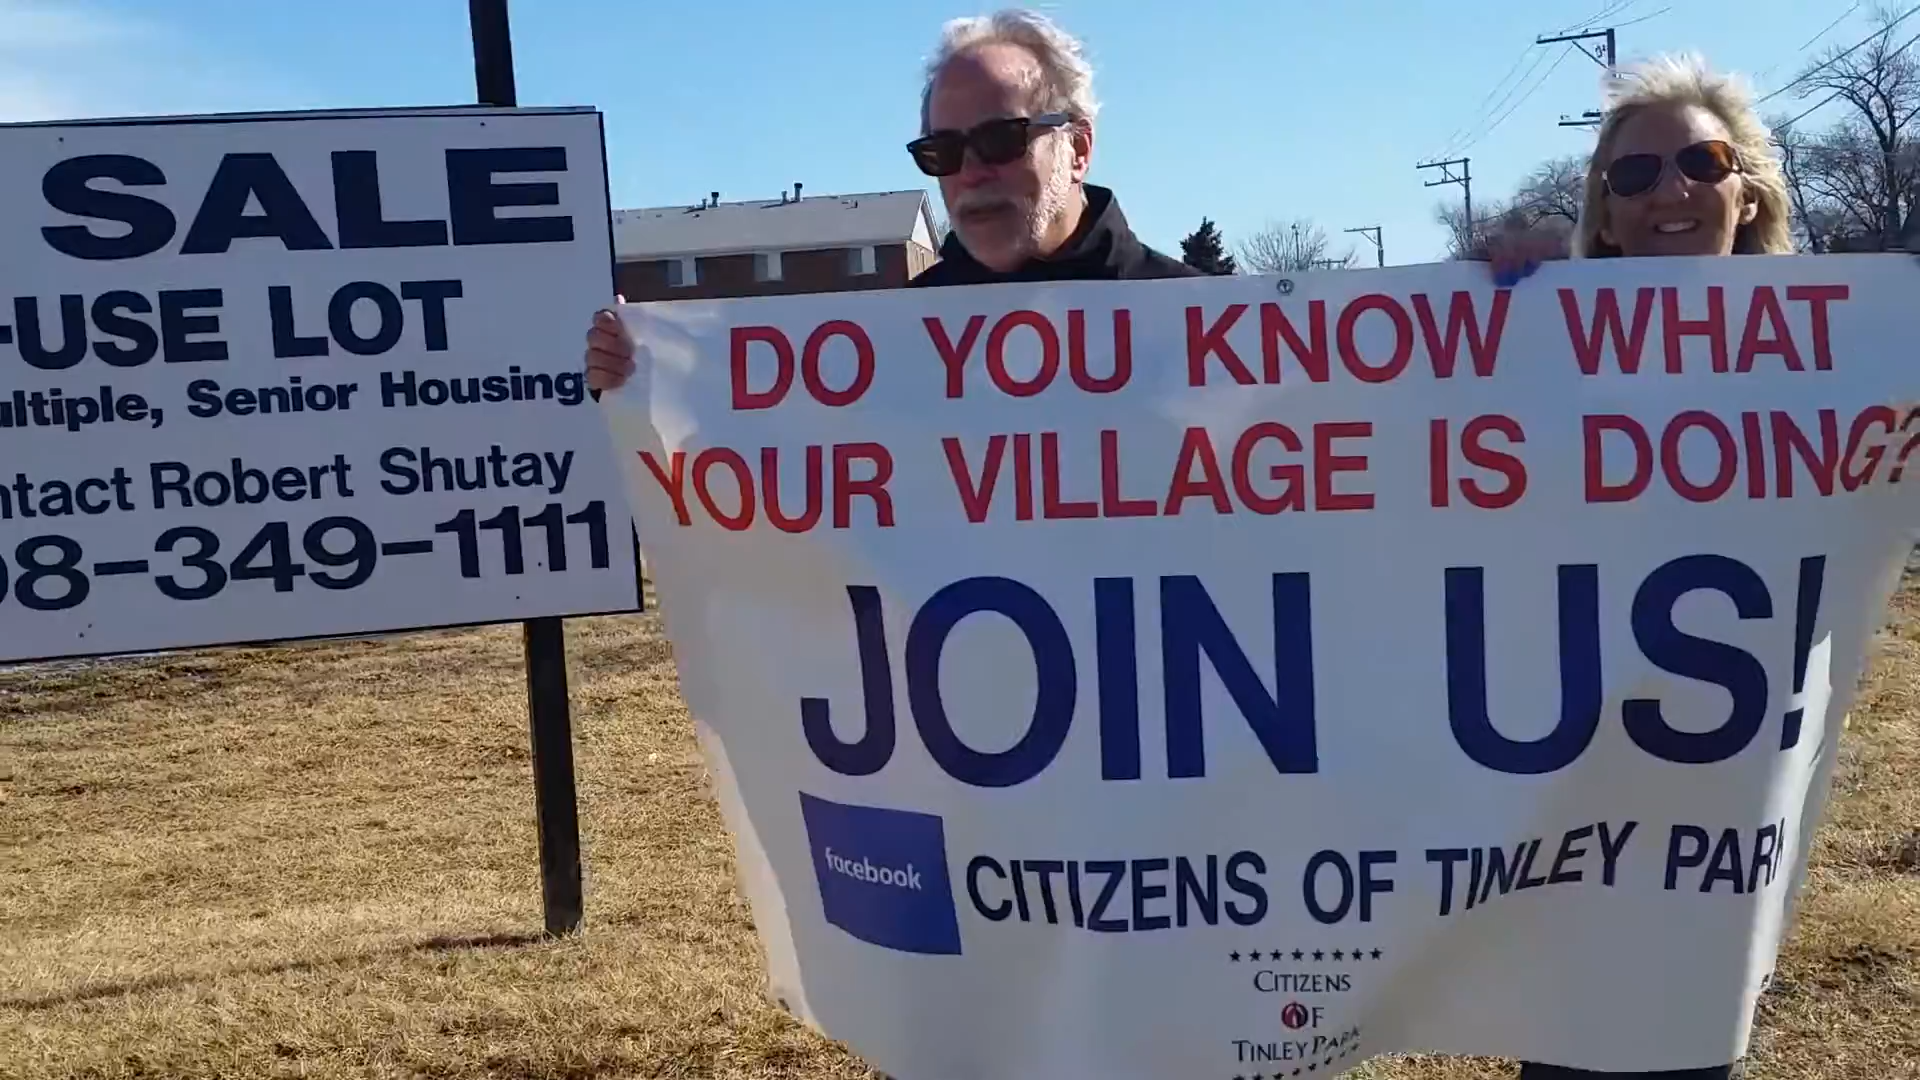 SALE
-USE LOT
ultiple, Senior Housing
ntact Robert Shutay
08-349-1111
DO YOU KNOW WHAT
YOUR VILLAGE IS DOING?
JOIN US!
facebook
CITIZENS OF TINLEY PARK
CITIZENS
OF
TINLEY PARK